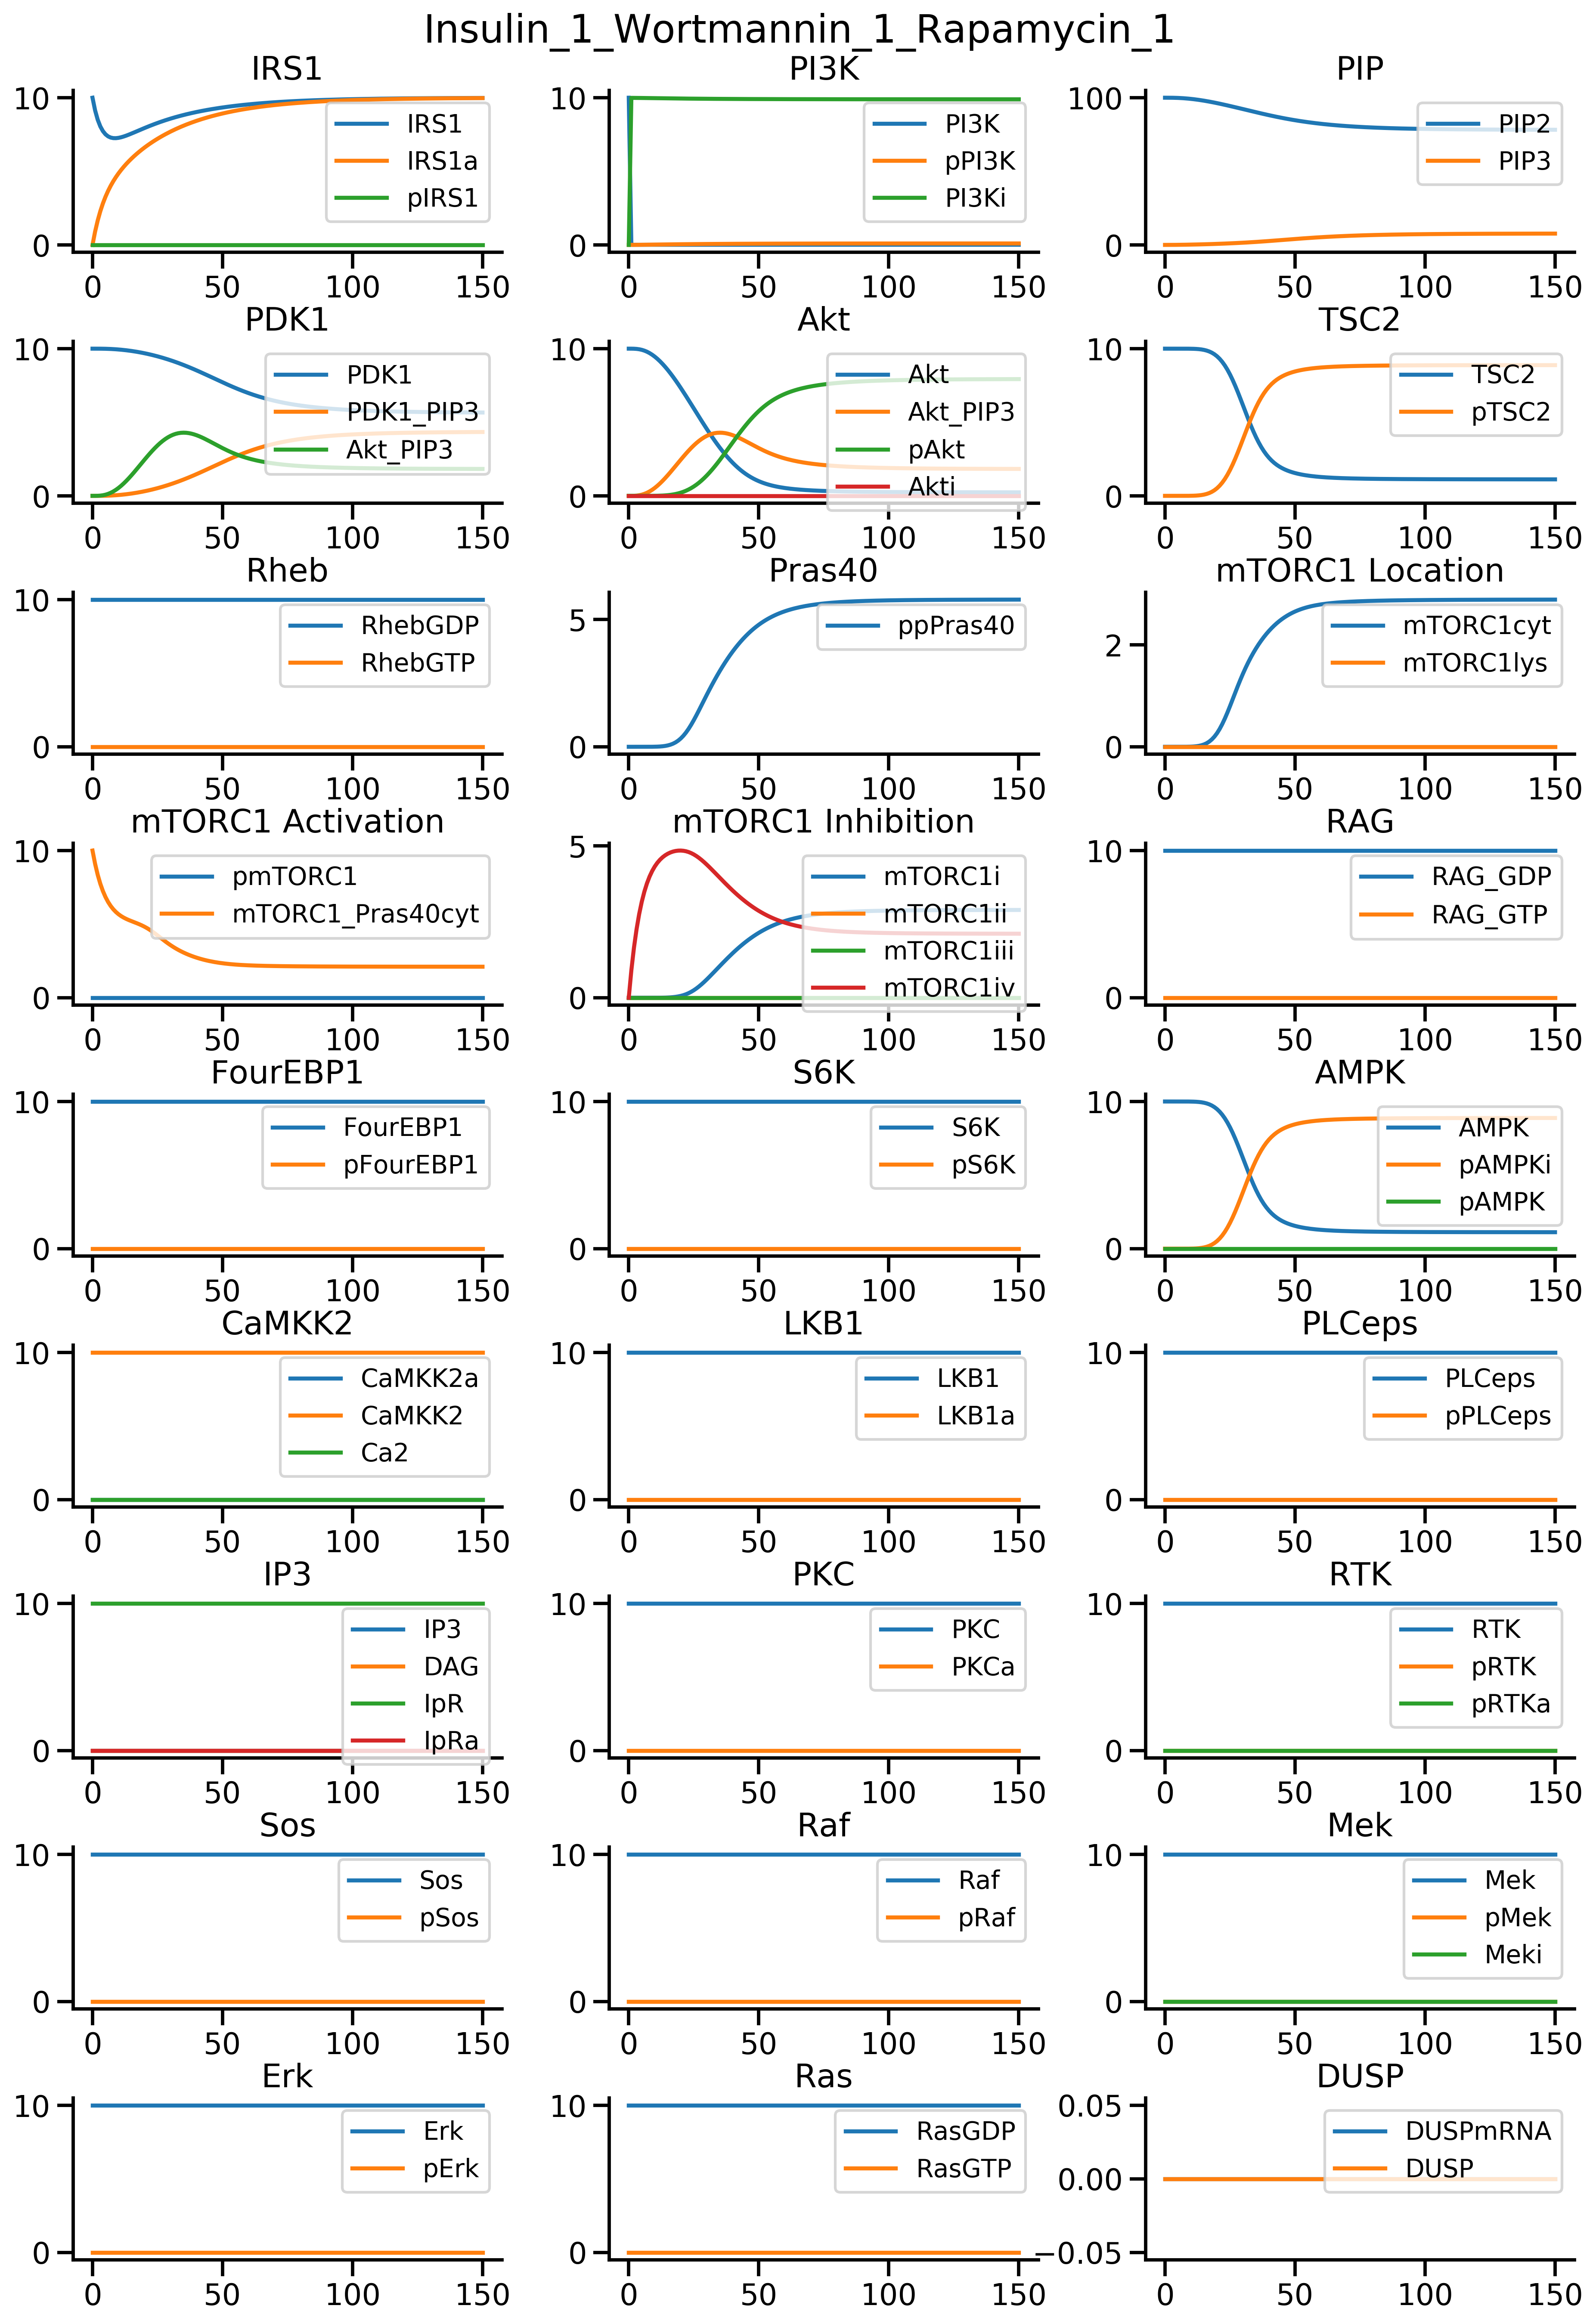 Insulin_1_Wortmannin_1_Rapamycin_1
IRS1
10
0
0 50 100 150
IRS1
IRS1a
pIRS1
PI3K
10
0
0 50 100 150
PI3K
pPI3K
PI3Ki
PIP
100
0
0 50 100 150
PIP2
PIP3
PDK1
10
0
0 50 100 150
PDK1
PDK1_PIP3
Akt_PIP3
Akt
10
0
0 50 100 150
Akt
Akt_PIP3
pAkt
Akti
TSC2
10
0
0 50 100 150
TSC2
pTSC2
Rheb
10
0
0 50 100 150
RhebGDP
RhebGTP
Pras40
5
0
0 50 100 150
ppPras40
mTORC1 Location
2
0
0 50 100 150
mTORC1cyt
mTORC1lys
mTORC1 Activation
10
0
0 50 100 150
pmTORC1
mTORC1_Pras40cyt
mTORC1 Inhibition
5
0
0 50 100 150
mTORC1i
mTORC1ii
mTORC1iii
mTORC1iv
RAG
10
0
0 50 100 150
RAG_GDP
RAG_GTP
FourEBP1
10
0
0 50 100 150
FourEBP1
pFourEBP1
S6K
10
0
0 50 100 150
S6K
pS6K
AMPK
10
0
0 50 100 150
AMPK
pAMPKi
pAMPK
CaMKK2
10
0
0 50 100 150
CaMKK2a
CaMKK2
Ca2
LKB1
10
0
0 50 100 150
LKB1
LKB1a
PLCeps
10
0
0 50 100 150
PLCeps
pPLCeps
IP3
10
0
0 50 100 150
IP3
DAG
IpR
IpRa
PKC
10
0
0 50 100 150
PKC
PKCa
RTK
10
0
0 50 100 150
RTK
pRTK
pRTKa
Sos
10
0
0 50 100 150
Sos
pSos
Raf
10
0
0 50 100 150
Raf
pRaf
Mek
10
0
0 50 100 150
Mek
pMek
Meki
Erk
10
0
0 50 100 150
Erk
pErk
Ras
10
0
0 50 100 150
RasGDP
RasGTP
DUSP
0.05
0.00
−0.05
0 50 100 150
DUSPmRNA
DUSP